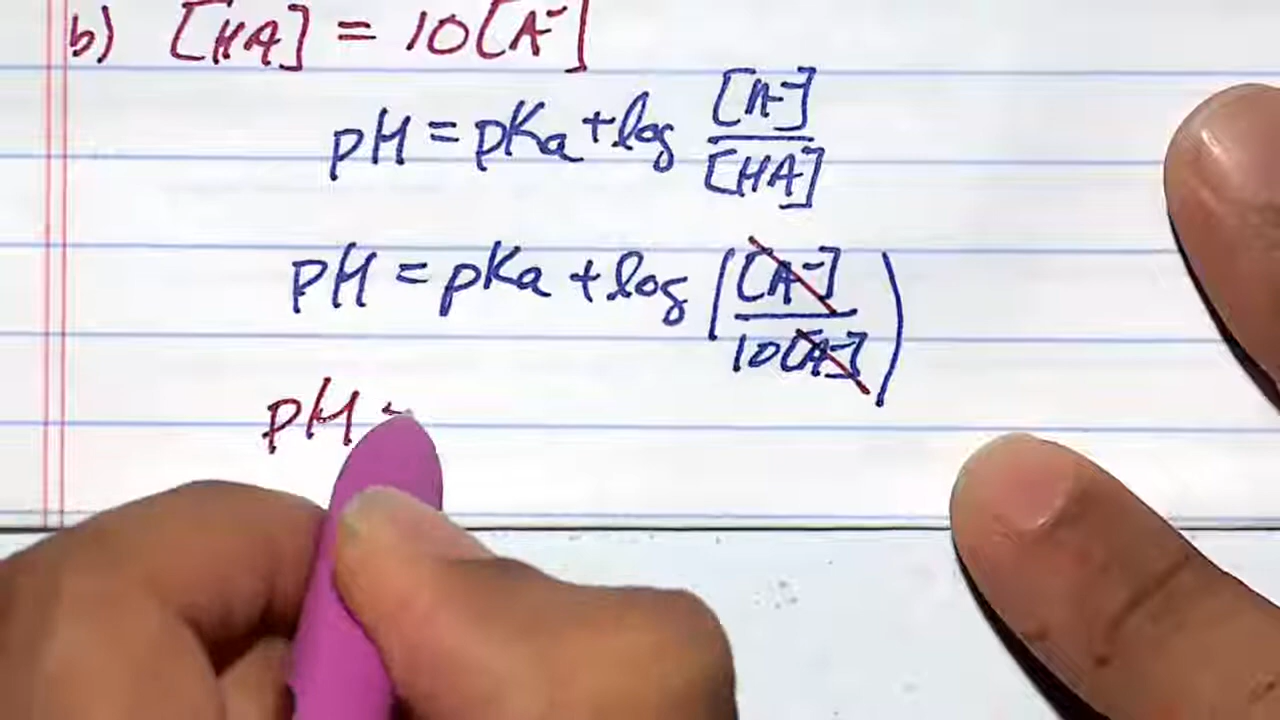 b) [HA] = 10[A⁻]
pH = pKa + log [A⁻]/[HA]
pH = pKa + log ([A⁻]/10[A⁻])
pH =